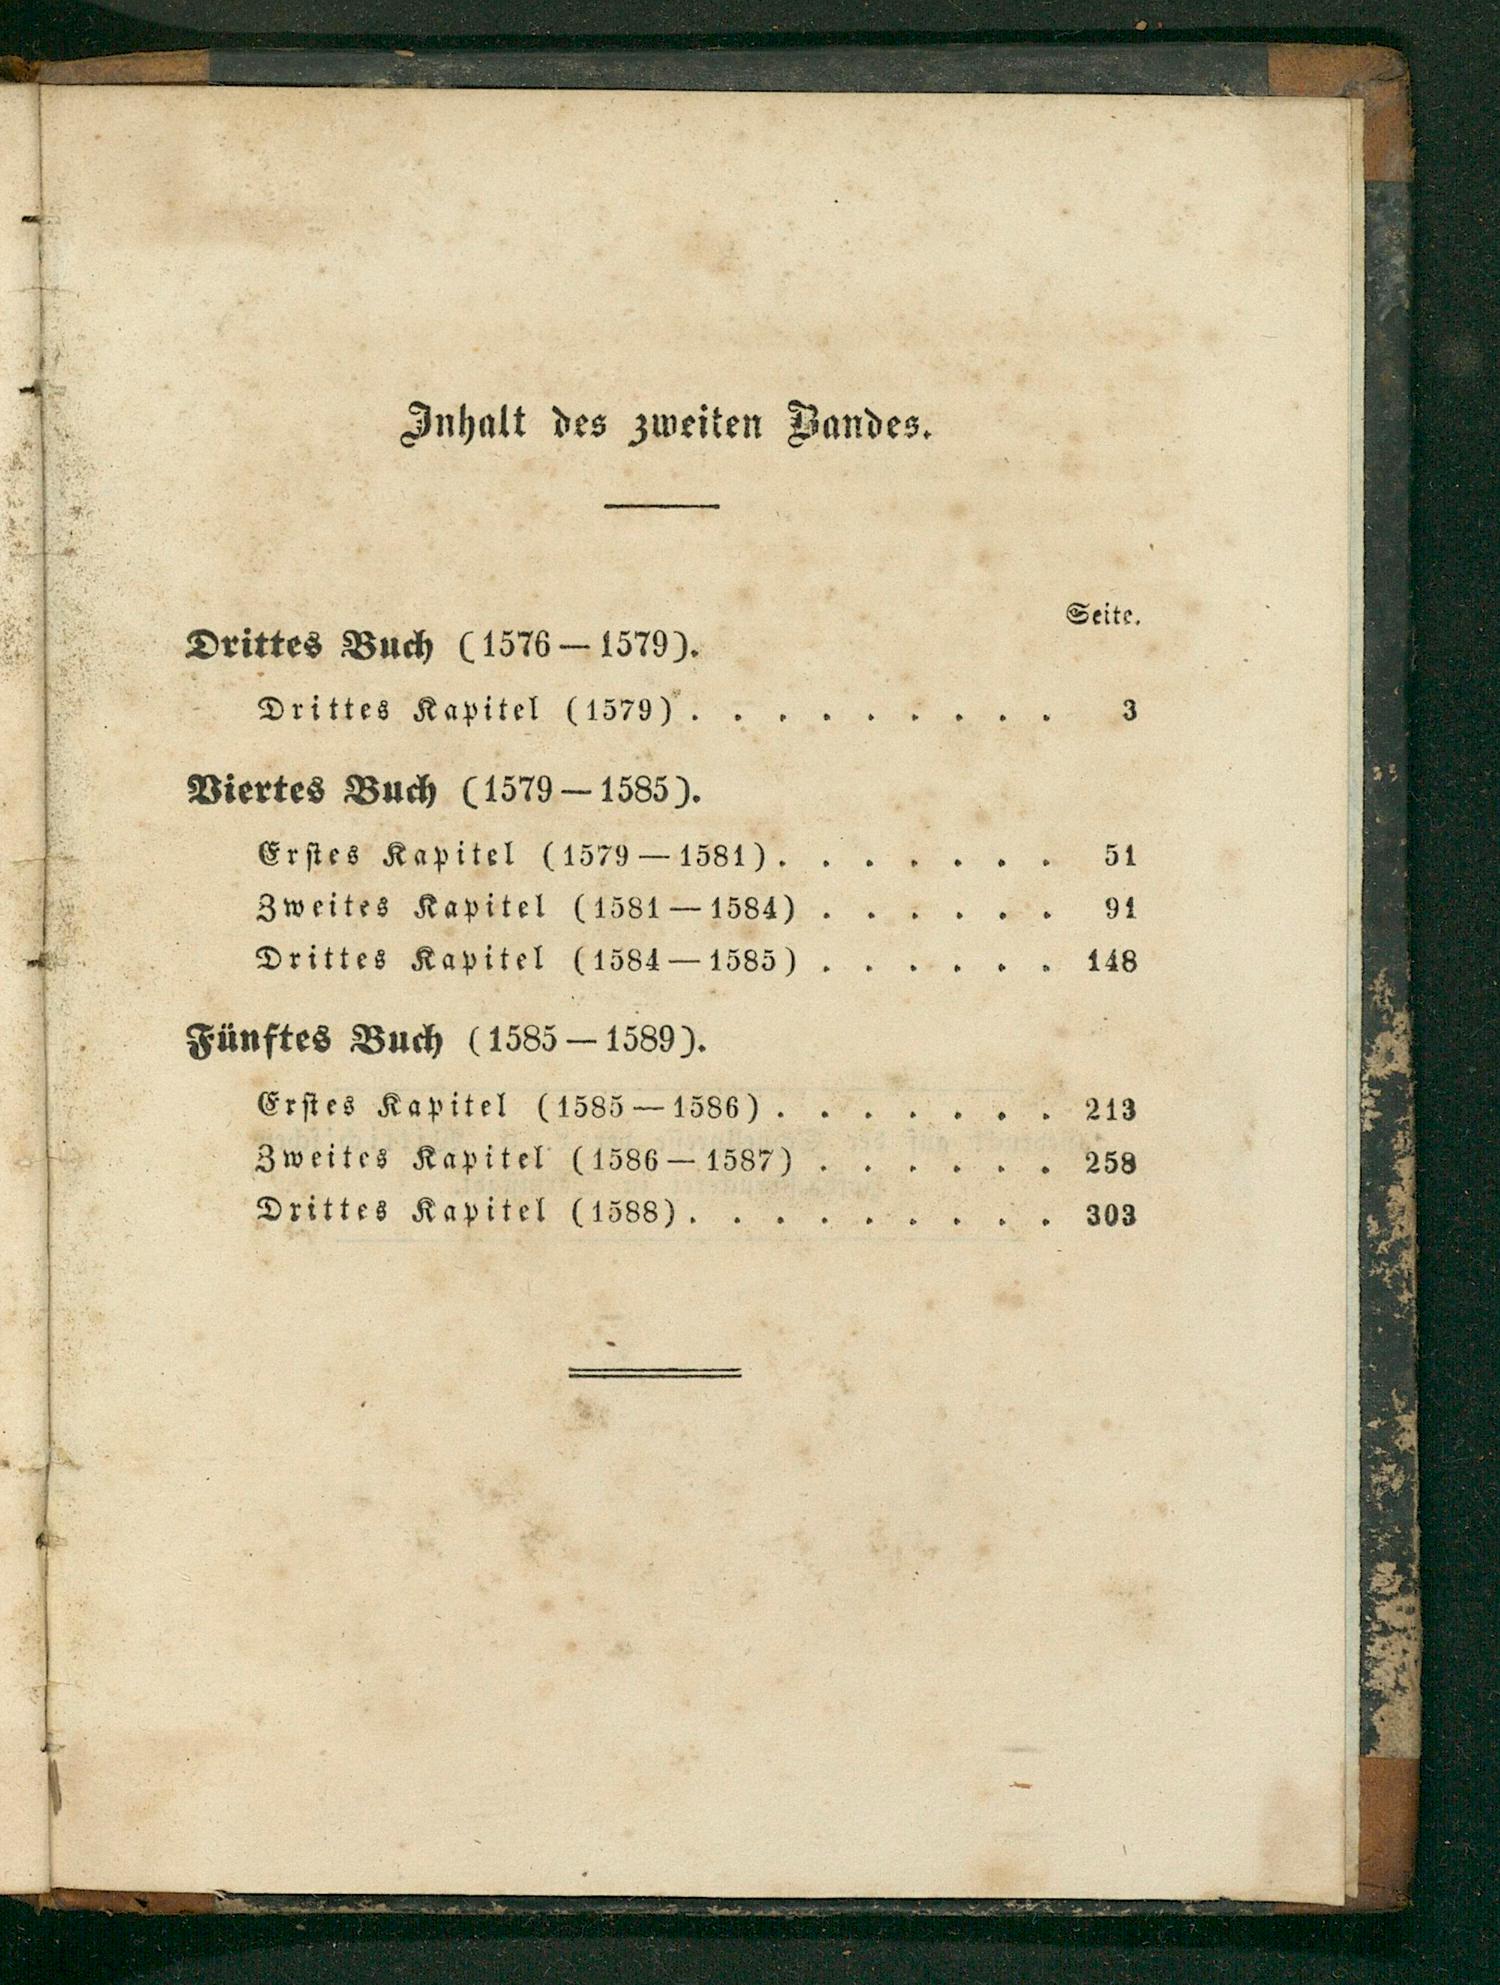 Inhalt des zweiten Bandes.
Seite.
Drittes Buch (1576—1579).
Drittes Kapitel (1579) . . . . . . . . . 3
Viertes Buch (1579—1585).
Erstes Kapitel (1579—1581) . . . . . . . 51
Zweites Kapitel (1581—1584) . . . . . . 91
Drittes Kapitel (1584—1585) . . . . . . 148
Fünftes Buch (1585—1589).
Erstes Kapitel (1585—1586) . . . . . . . 213
Zweites Kapitel (1586—1587) . . . . . . 258
Drittes Kapitel (1588) . . . . . . . . . 303